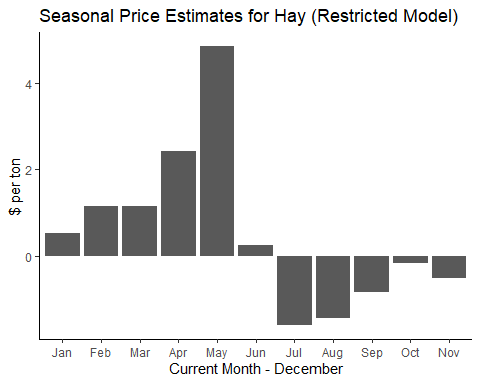 Seasonal Price Estimates for Hay (Restricted Model)
$ per ton
4
2
0
Jan Feb Mar Apr May Jun Jul Aug Sep Oct Nov
Current Month - December